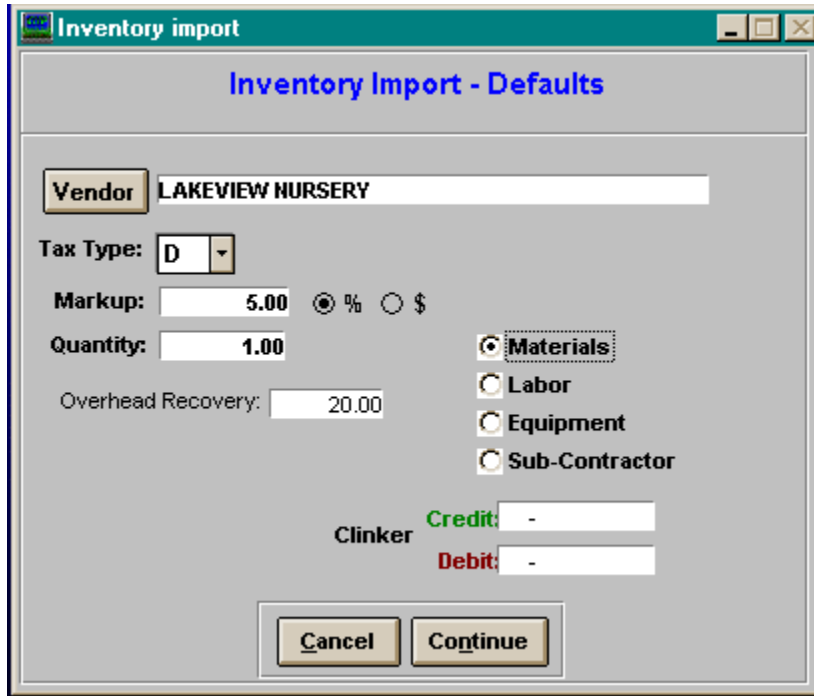 Inventory import
Inventory Import - Defaults
Vendor LAKEVIEW NURSERY
Tax Type: D
Markup: 5.00 % $
Quantity: 1.00
Materials
Overhead Recovery: 20.00
Labor
Equipment
Sub-Contractor
Clinker
Credit: -
Debit: -
Cancel Continue